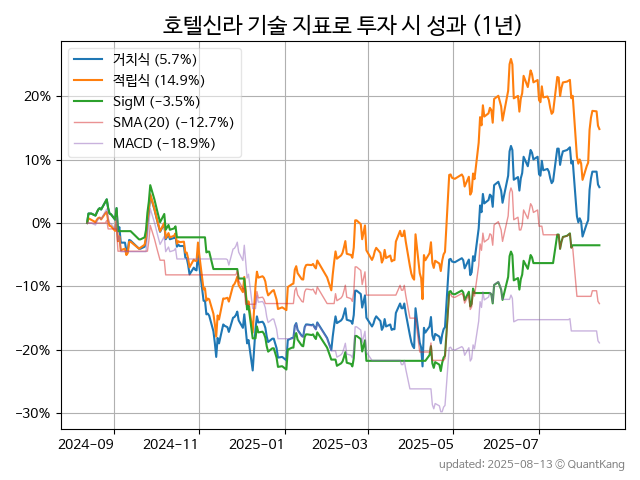 호텔신라 기술 지표로 투자 시 성과 (1년)
거치식 (5.7%)
적립식 (14.9%)
SigM (−3.5%)
SMA(20) (−12.7%)
MACD (−18.9%)
20%
10%
0%
−10%
−20%
−30%
2024-09 2024-11 2025-01 2025-03 2025-05 2025-07
updated: 2025-08-13 © QuantKang